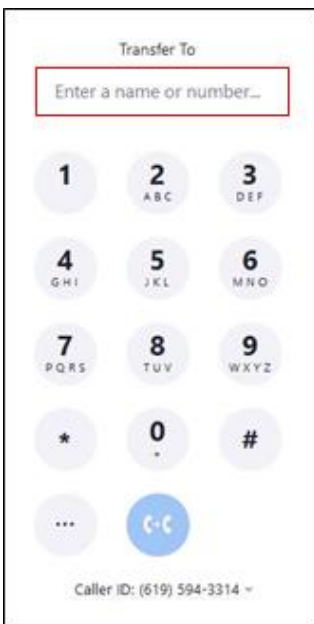 Transfer To
Enter a name or number...
1 2 3
ABC DEF
4 5 6
GHI JKL MNO
7 8 9
PQRS TUV WXYZ
* 0 #
...
Caller ID: (619) 594-3314